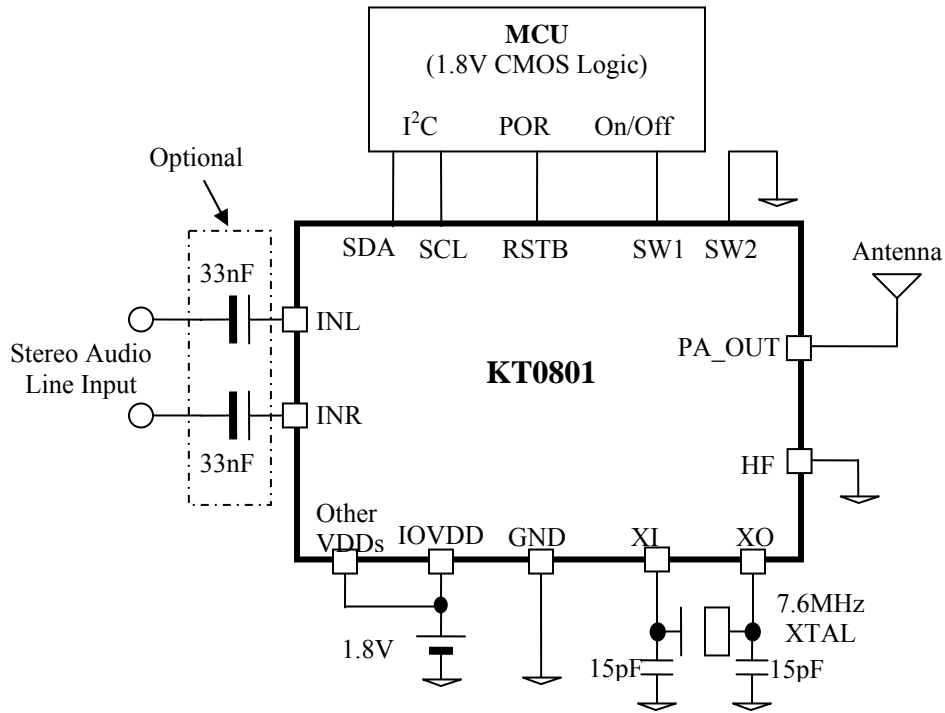 MCU
(1.8V CMOS Logic)
I²C POR On/Off
Optional
SDA SCL RSTB SW1 SW2
Antenna
33nF
INL
Stereo Audio
Line Input
PA_OUT
KT0801
INR
33nF
HF
Other
VDDs
IOVDD GND XI XO
7.6MHz
XTAL
1.8V
15pF
15pF